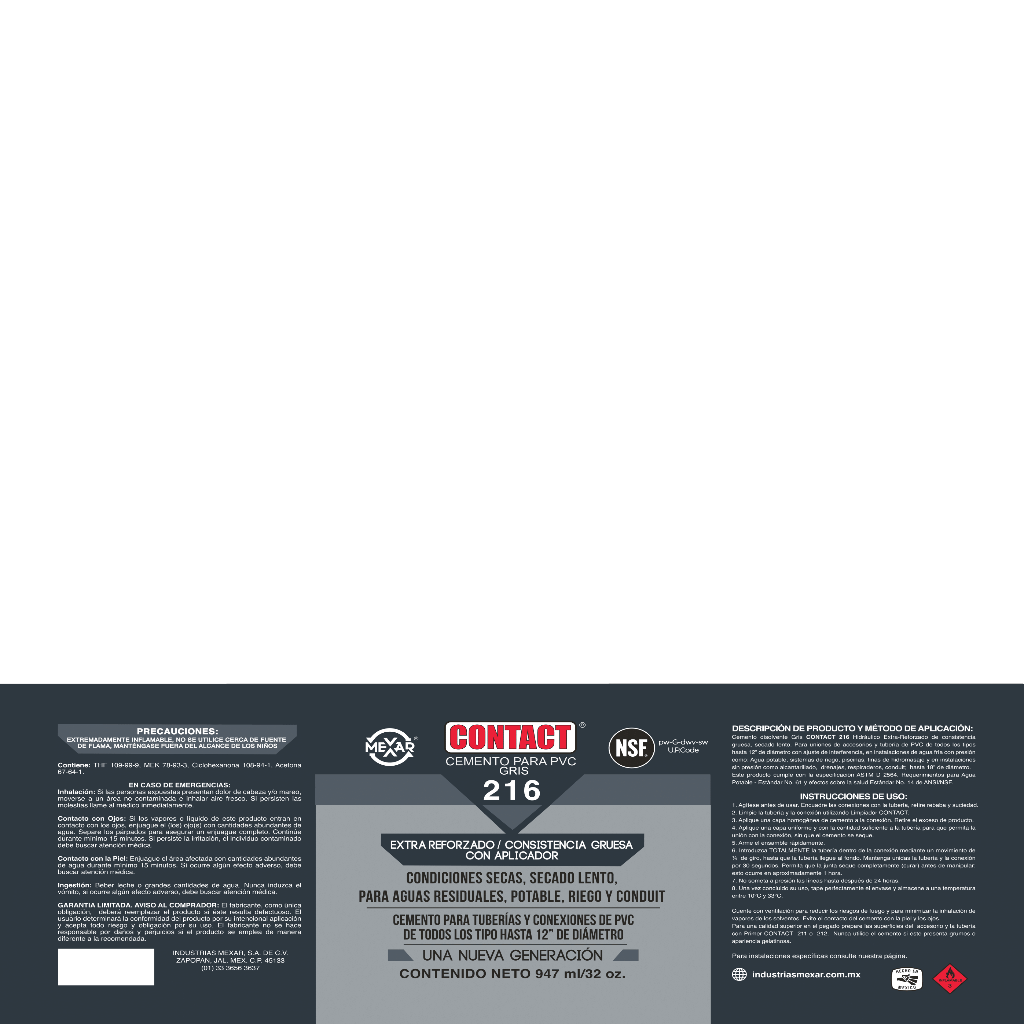 PRECAUCIONES:
EXTREMADAMENTE INFLAMABLE, NO SE UTILICE CERCA DE FUENTE
DE FLAMA, MANTÉNGASE FUERA DEL ALCANCE DE LOS NIÑOS
Contiene: THF 109-99-9, MEK 78-93-3, Ciclohexanona 108-94-1, Acetona
67-64-1.
EN CASO DE EMERGENCIAS:
Inhalación: Si las personas expuestas presentan dolor de cabeza y/o mareo,
moverse a un área no contaminada e inhalar aire fresco. Si persisten las
molestias llame al medico inmediatamente.
Contacto con Ojos: Si los vapores o líquido de este producto entran en
contacto con los ojos, enjuague el (los) ojo(s) con cantidades abundantes de
agua. Separe los párpados para asegurar un enjuague completo. Continúe
durante mínimo 15 minutos. Si persiste la irritación, el individuo contaminado
debe buscar atención médica.
Contacto con la Piel: Enjuague el área afectada con cantidades abundantes
de agua durante mínimo 15 minutos. Si ocurre algún efecto adverso, debe
buscar atención médica.
Ingestión: Beber leche o grandes cantidades de agua. Nunca induzca el
vómito, si ocurre algún efecto adverso, debe buscar atención médica.
GARANTIA LIMITADA. AVISO AL COMPRADOR: El fabricante, como única
obligación, deberá reemplazar el producto si éste resulta defectuoso. El
usuario determinará la conformidad del producto por su intencional aplicación
y acepta todo riesgo y obligación por su uso. El fabricante no se hace
responsable por daños y perjuicios si el producto se emplea de manera
diferente a la recomendada.
INDUSTRIAS MEXAR, S.A. DE C.V.
ZAPOPAN, JAL, MEX. C.P. 45133
(01) 33 3656 3637
MEXAR
CONTACT®
CEMENTO PARA PVC
GRIS
216
NSF
pw-G-dwv-sw
U.P.Code
EXTRA REFORZADO / CONSISTENCIA GRUESA
CON APLICADOR
CONDICIONES SECAS, SECADO LENTO,
PARA AGUAS RESIDUALES, POTABLE, RIEGO Y CONDUIT
CEMENTO PARA TUBERÍAS Y CONEXIONES DE PVC
DE TODOS LOS TIPO HASTA 12” DE DIÁMETRO
UNA NUEVA GENERACIÓN
CONTENIDO NETO 947 ml/32 oz.
DESCRIPCIÓN DE PRODUCTO Y MÉTODO DE APLICACIÓN:
Cemento disolvente Gris CONTACT 216 Hidráulico Extra-Reforzado de consistencia
gruesa, secado lento. Para uniones de accesorios y tubería de PVC de todos los tipos
hasta 12" de diámetro con ajuste de interferencia, en instalaciones de agua fría con presión
como: Agua potable, sistemas de riego, piscinas, tinas de hidromasaje y en instalaciones
sin presión como alcantarillado, drenajes, respiraderos, conduit, hasta 18" de diámetro.
Este producto cumple con la especificación ASTM D 2564. Requerimientos para Agua
Potable - Estándar No. 61 y efectos sobre la salud Estándar No. 14 de ANSI/NSF.
INSTRUCCIONES DE USO:
1. Agítese antes de usar. Encuadre las conexiones con la tubería, retire rebaba y suciedad.
2. Limpie la tubería y la conexión utilizando Limpiador CONTACT.
3. Aplique una capa homogénea de cemento a la conexión. Retire el exceso de producto.
4. Aplique una capa uniforme y con la cantidad suficiente a la tubería para que permita la
unión con la conexión, sin que el cemento se seque.
5. Arme el ensamble rápidamente.
6. Introduzca TOTALMENTE la tubería dentro de la conexión mediante un movimiento de
¼ de giro, hasta que la tubería llegue al fondo. Mantenga unidas la tubería y la conexión
por 30 segundos. Permita que la junta seque completamente (curar) antes de manipular,
esto ocurre en aproximadamente 1 hora.
7. No someta a presión las líneas hasta después de 24 horas.
8. Una vez concluido su uso, tape perfectamente el envase y almacene a una temperatura
entre 10°C y 33°C.
Cuente con ventilación para reducir los riesgos de fuego y para minimizar la inhalación de
vapores de los solventes. Evite el contacto del cemento con la piel y los ojos.
Para una calidad superior en el pegado prepare las superficies del accesorio y la tubería
con Primer CONTACT 211 o 212. Nunca utilice el cemento si éste presenta grumos o
apariencia gelatinosa.
Para instalaciones específicas consulte nuestra página.
industriasmexar.com.mx
HECHO EN
MÉXICO